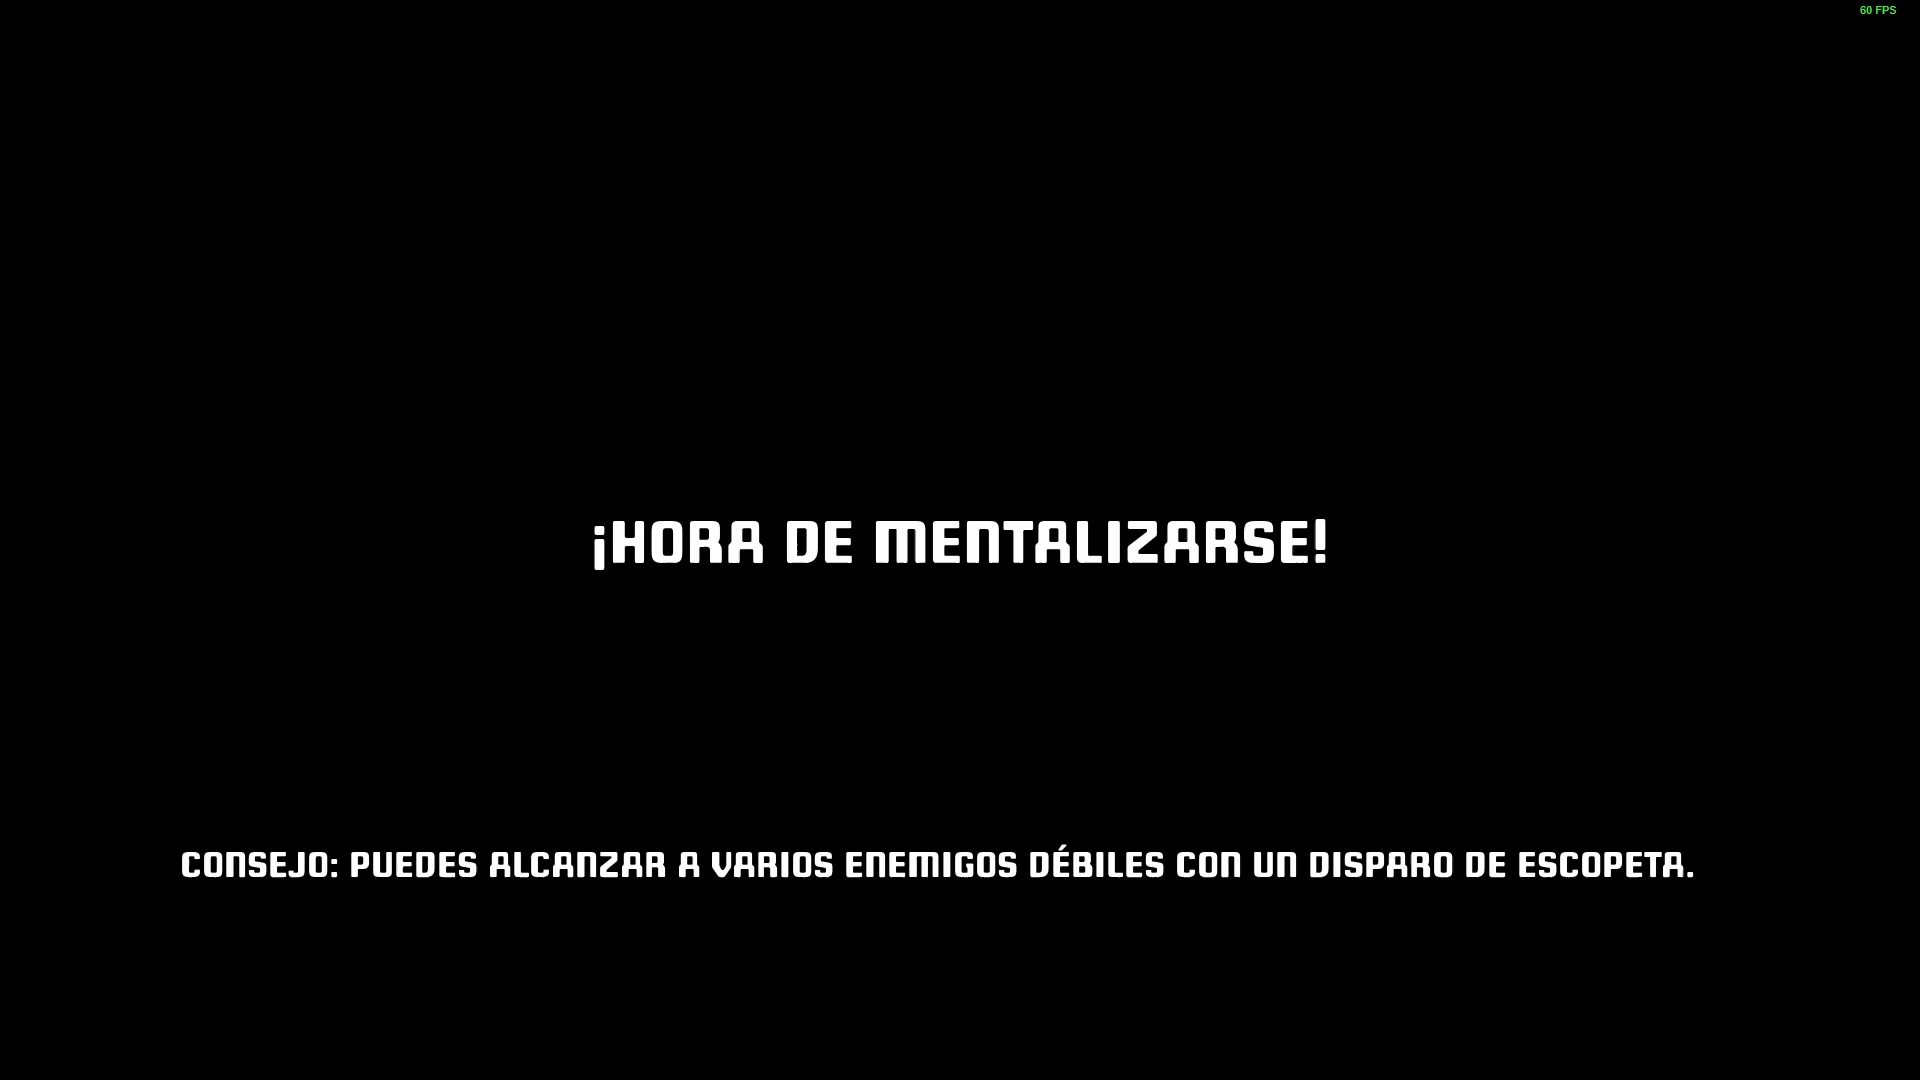 60 FPS
¡HORA DE MENTALIZARSE!
CONSEJO: PUEDES ALCANZAR A VARIOS ENEMIGOS DÉBILES CON UN DISPARO DE ESCOPETA.